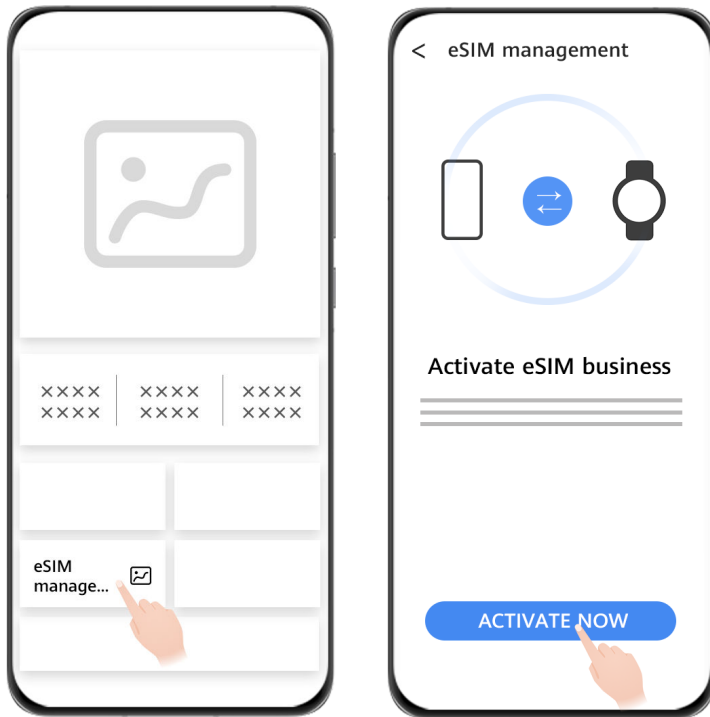 ×××× ×××× ××××
×××× ×××× ××××
eSIM
manage...
< eSIM management
Activate eSIM business
ACTIVATE NOW